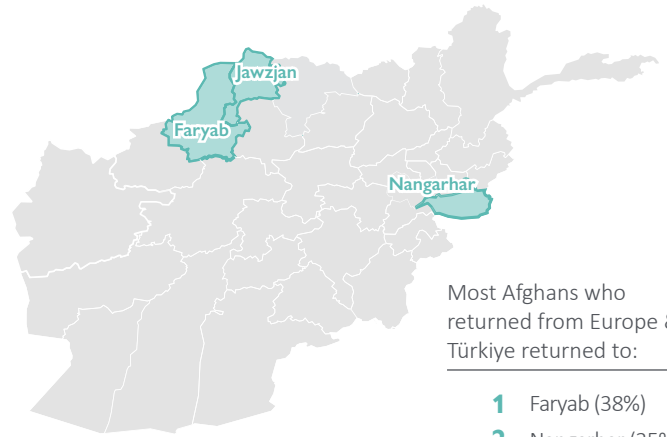 Jawzjan
Faryab
Nangarhar
Most Afghans who
returned from Europe &
Türkiye returned to:
1 Faryab (38%)